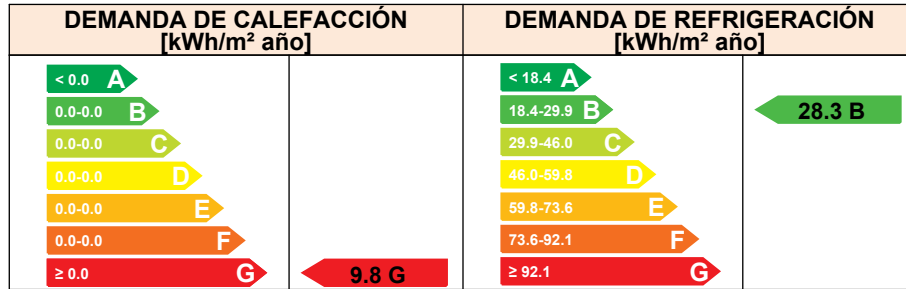 DEMANDA DE CALEFACCIÓN
[kWh/m² año]
< 0.0 A
0.0-0.0 B
0.0-0.0 C
0.0-0.0 D
0.0-0.0 E
0.0-0.0 F
≥ 0.0 G
9.8 G
DEMANDA DE REFRIGERACIÓN
[kWh/m² año]
< 18.4 A
18.4-29.9 B
29.9-46.0 C
46.0-59.8 D
59.8-73.6 E
73.6-92.1 F
≥ 92.1 G
28.3 B